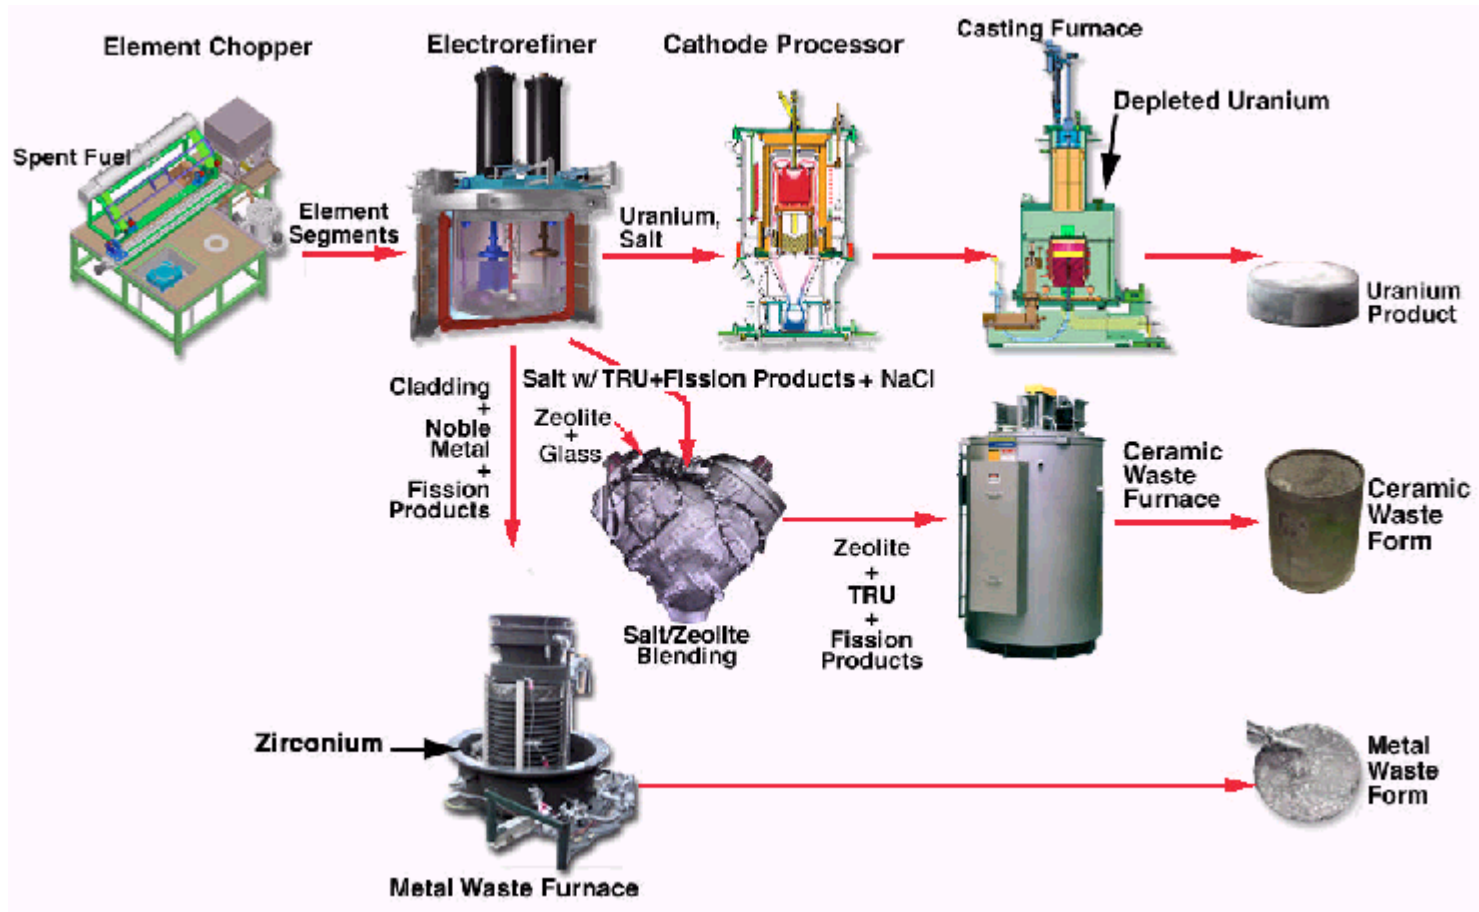 Element Chopper
Electrorefiner
Cathode Processor
Casting Furnace
Depleted Uranium
Spent Fuel
Element
Segments
Uranium,
Salt
Uranium
Product
Cladding
+
Noble
Metal
+
Fission
Products
Salt w/ TRU+Fission Products + NaCl
Zeolite
+
Glass
Salt/Zeolite
Blending
Zeolite
+
TRU
+
Fission
Products
Ceramic
Waste
Furnace
Ceramic
Waste
Form
Zirconium
Metal
Waste
Form
Metal Waste Furnace